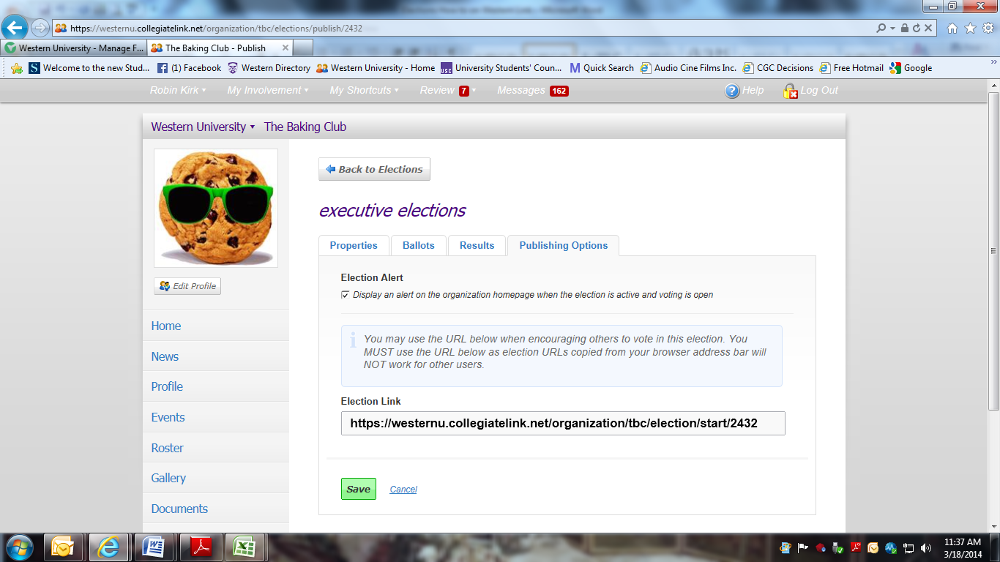 https://westernu.collegiatelink.net/organization/tbc/elections/publish/2432
Western University - Manage F...
The Baking Club - Publish
Welcome to the new Stud...
(1) Facebook
Western Directory
Western University - Home
University Students' Coun...
Quick Search
Audio Cine Films Inc.
CGC Decisions
Free Hotmail
Google
Robin Kirk
My Involvement
My Shortcuts
Review 7
Messages 162
Help
Log Out
Western University
The Baking Club
Back to Elections
executive elections
Properties
Ballots
Results
Publishing Options
Edit Profile
Home
News
Profile
Events
Roster
Gallery
Documents
Election Alert
Display an alert on the organization homepage when the election is active and voting is open
You may use the URL below when encouraging others to vote in this election. You
MUST use the URL below as election URLs copied from your browser address bar will
NOT work for other users.
Election Link
https://westernu.collegiatelink.net/organization/tbc/election/start/2432
Save
Cancel
11:37 AM
3/18/2014